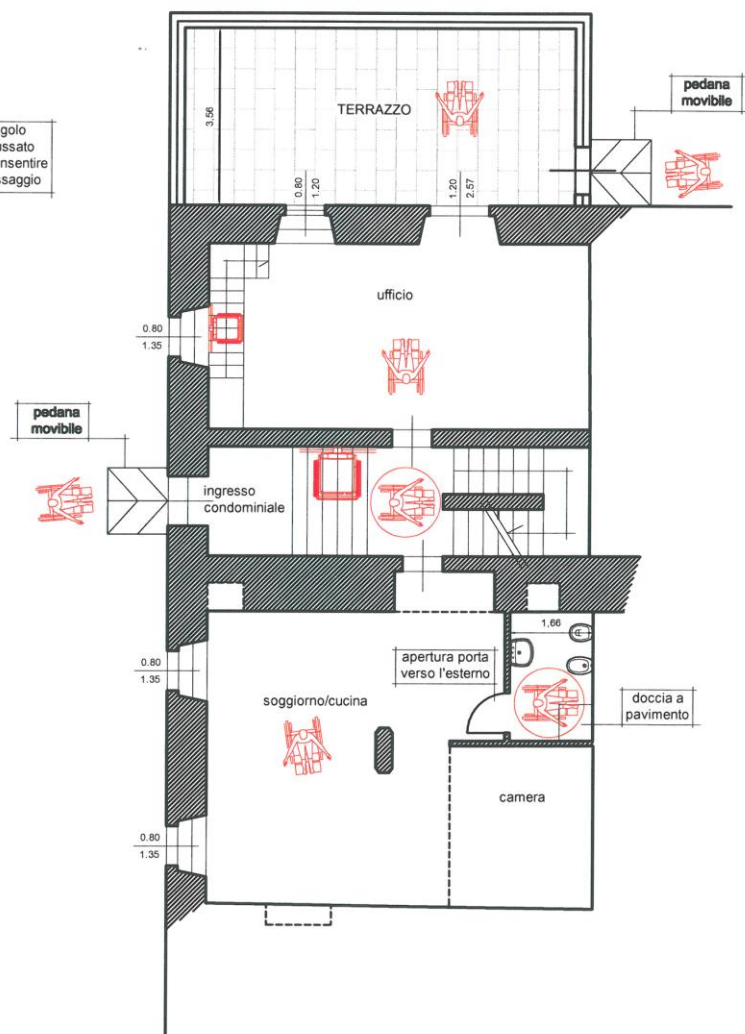 TERRAZZO
3,56
pedana
movibile
golo
ussato
nsentire
ssaggio
0.80
1.20
1.20
2.57
ufficio
0.80
1.35
pedana
movibile
ingresso
condominiale
1,66
apertura porta
verso l'esterno
0.80
1.35
soggiorno/cucina
doccia a
pavimento
camera
0.80
1.35